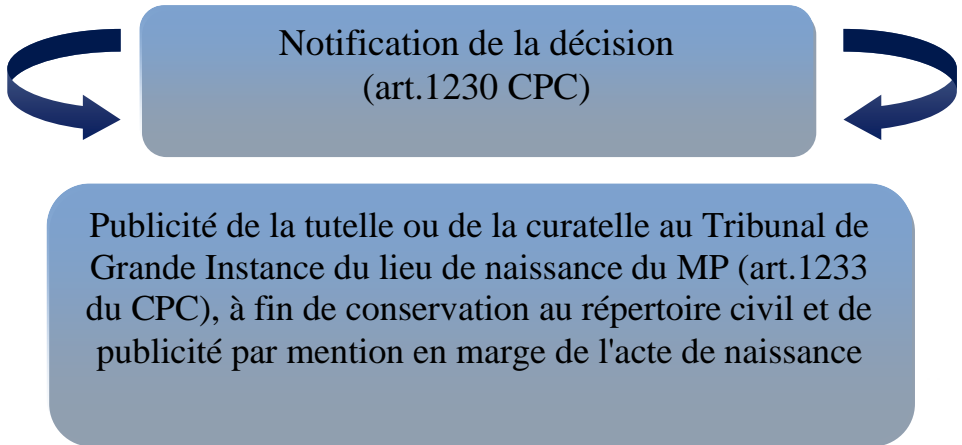 Notification de la décision
(art.1230 CPC)
Publicité de la tutelle ou de la curatelle au Tribunal de
Grande Instance du lieu de naissance du MP (art.1233
du CPC), à fin de conservation au répertoire civil et de
publicité par mention en marge de l'acte de naissance